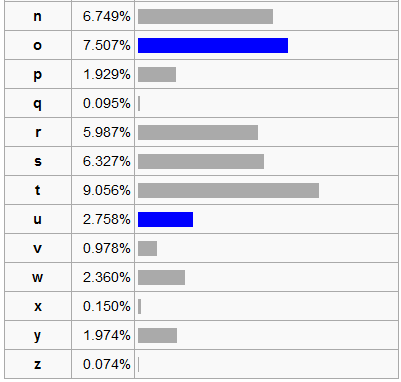 n 6.749%
o 7.507%
p 1.929%
q 0.095%
r 5.987%
s 6.327%
t 9.056%
u 2.758%
v 0.978%
w 2.360%
x 0.150%
y 1.974%
z 0.074%